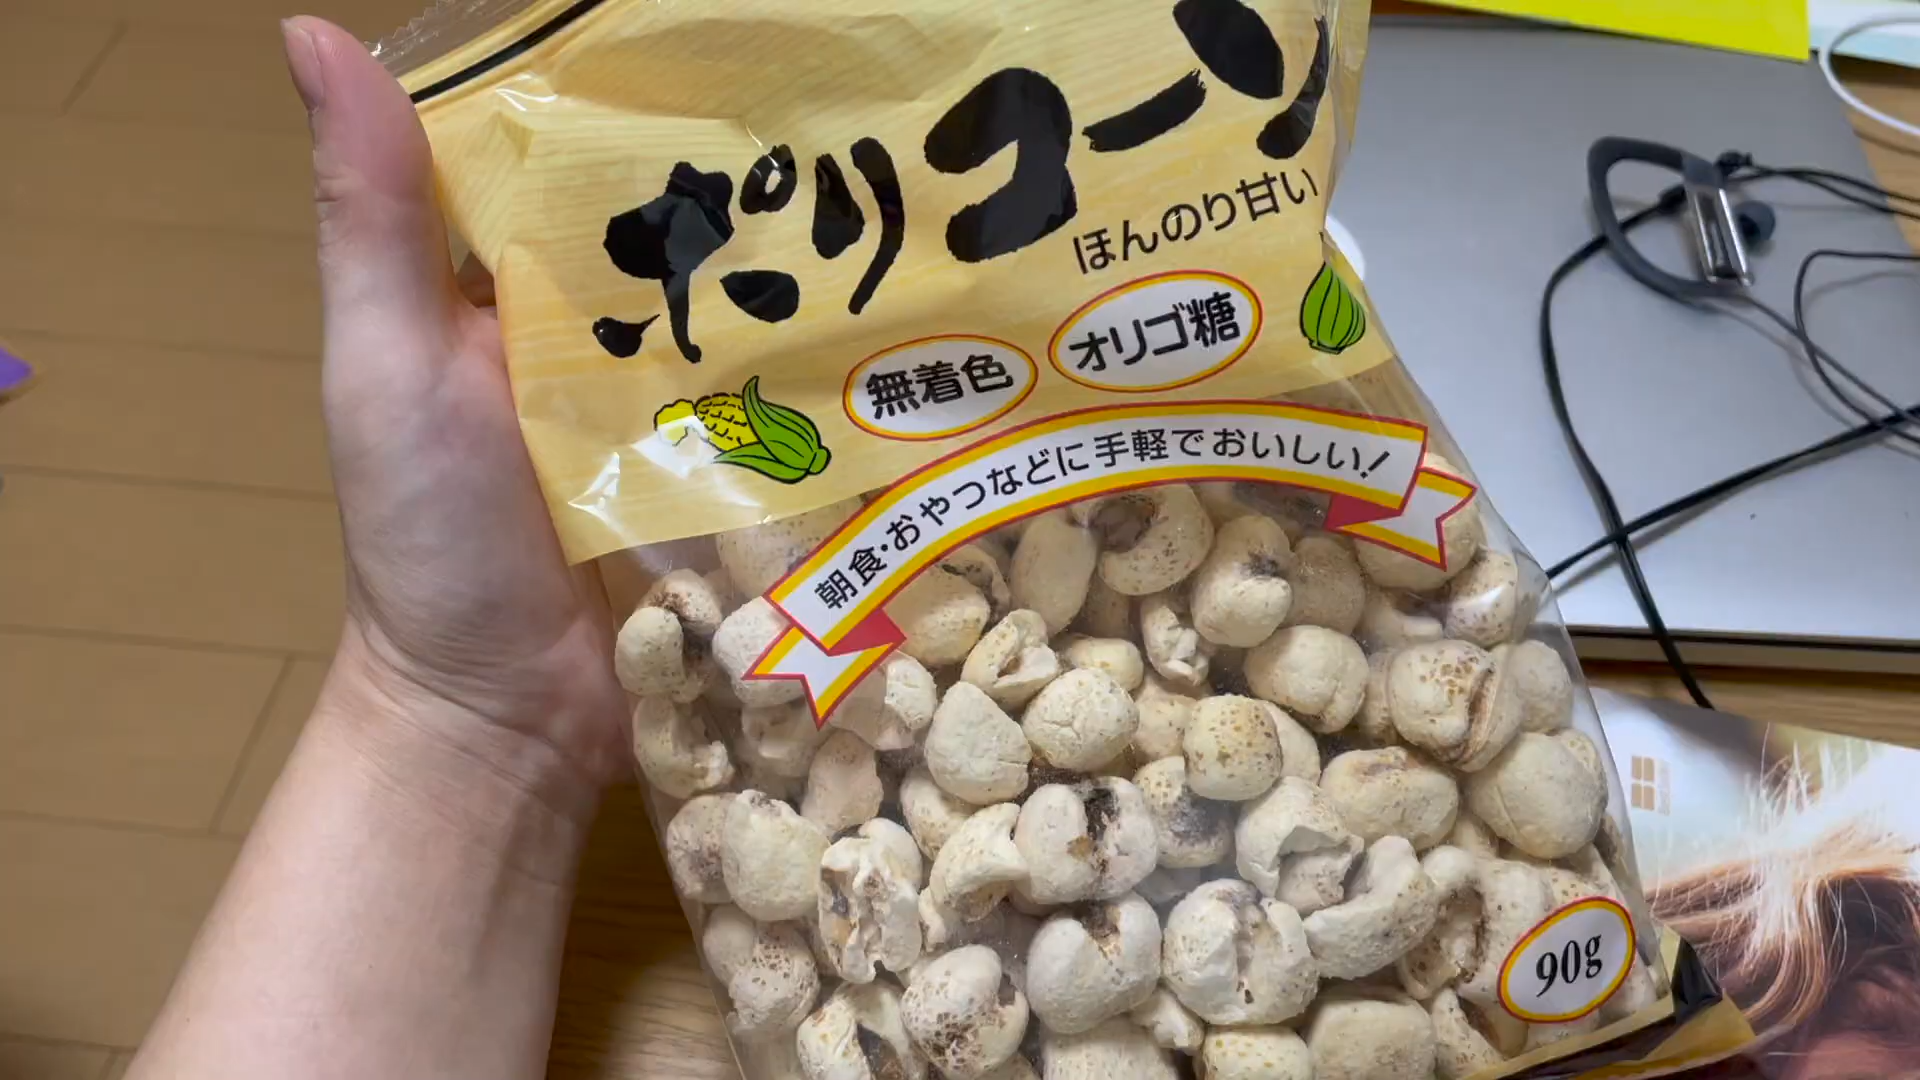 ポリコーン
ほんのり甘い
無着色
オリゴ糖
朝食・おやつなどに手軽でおいしい!
90g